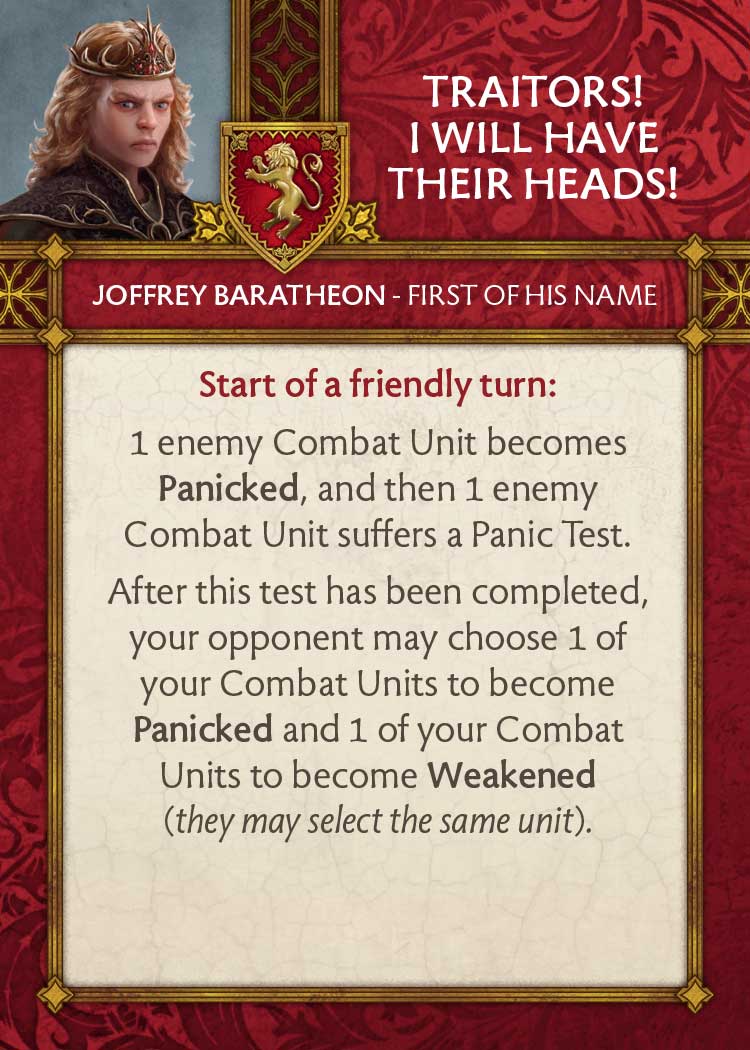 TRAITORS!
I WILL HAVE
THEIR HEADS!
JOFFREY BARATHEON - FIRST OF HIS NAME
Start of a friendly turn:
1 enemy Combat Unit becomes
Panicked, and then 1 enemy
Combat Unit suffers a Panic Test.
After this test has been completed,
your opponent may choose 1 of
your Combat Units to become
Panicked and 1 of your Combat
Units to become Weakened
(they may select the same unit).